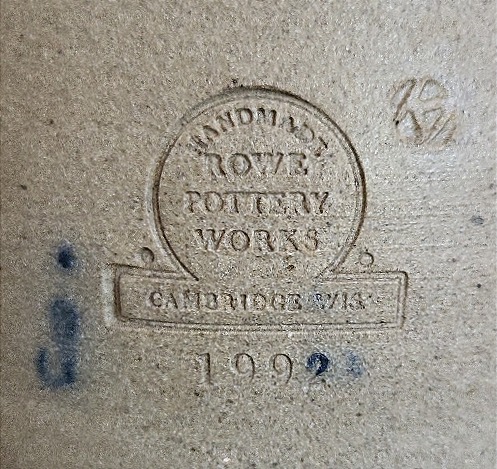 HANDMADE
ROWE
POTTERY
WORKS
CAMBRIDGE WIS
1992